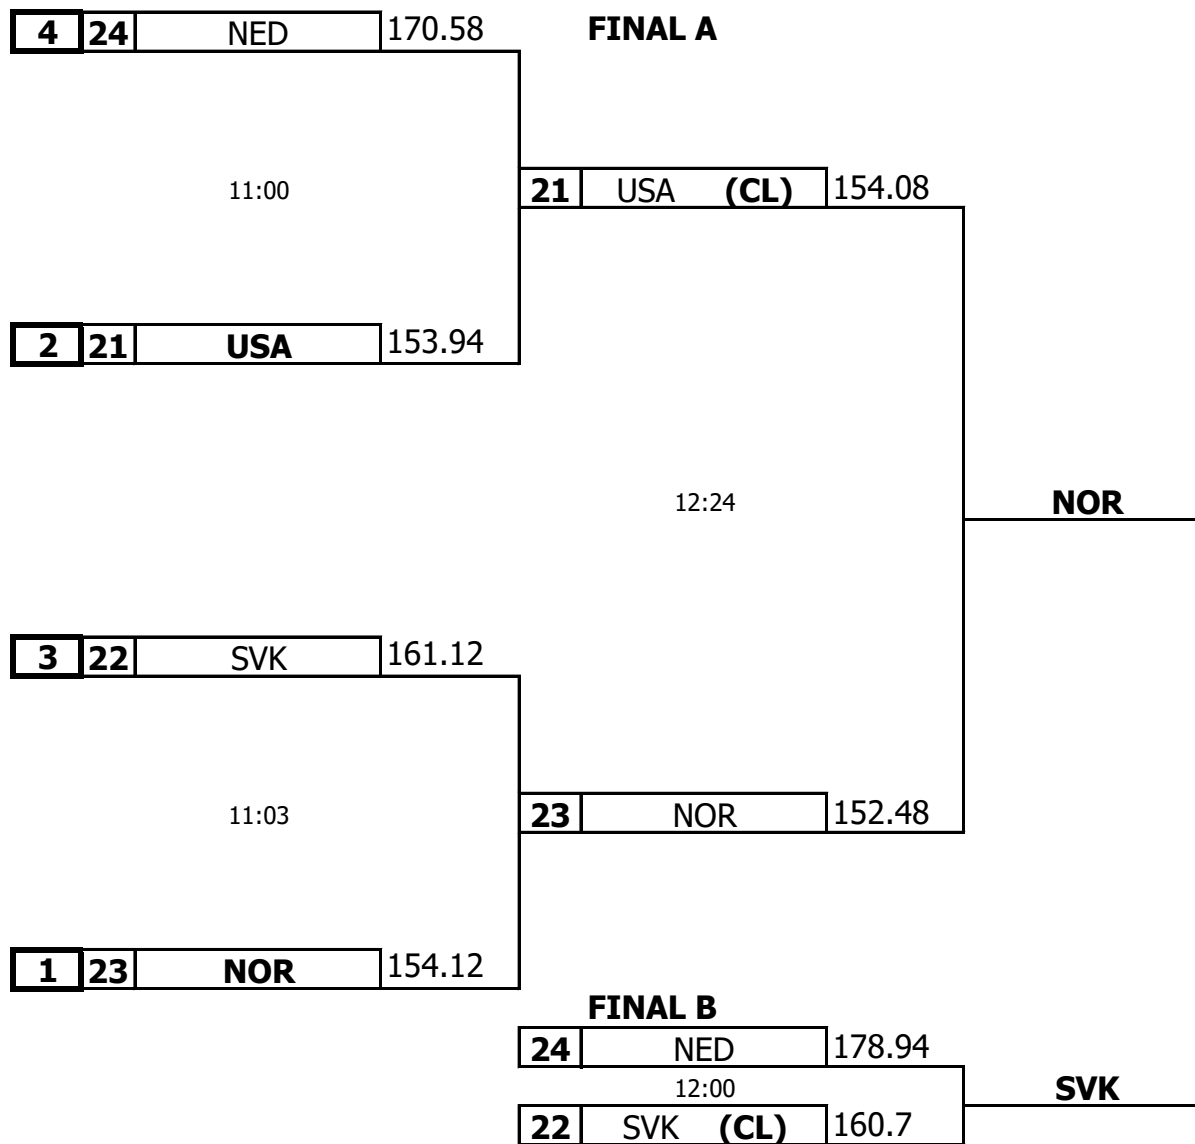 4 24 NED 170.58 FINAL A
11:00 21 USA (CL) 154.08
2 21 USA 153.94
12:24 NOR
3 22 SVK 161.12
11:03 23 NOR 152.48
1 23 NOR 154.12
FINAL B
24 NED 178.94
12:00 SVK
22 SVK (CL) 160.7